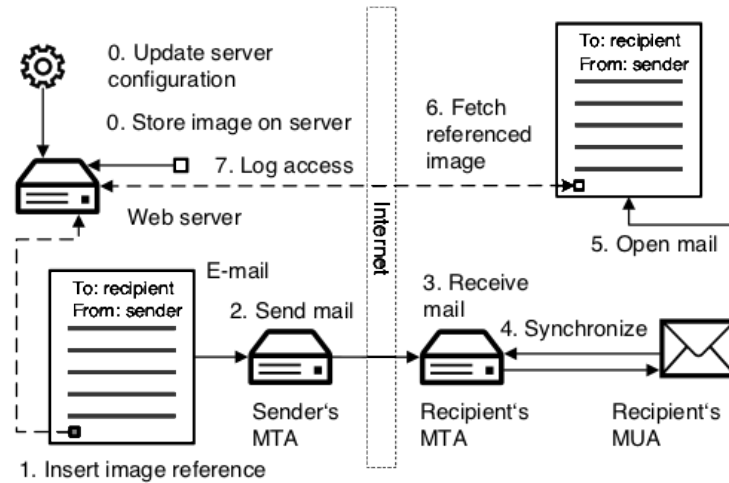 0. Update server
configuration
0. Store image on server
7. Log access
Web server
6. Fetch
referenced
image
To: recipient
From: sender
5. Open mail
Internet
E-mail
To: recipient
From: sender
2. Send mail
3. Receive
mail
4. Synchronize
Sender‘s
MTA
Recipient‘s
MTA
Recipient‘s
MUA
1. Insert image reference